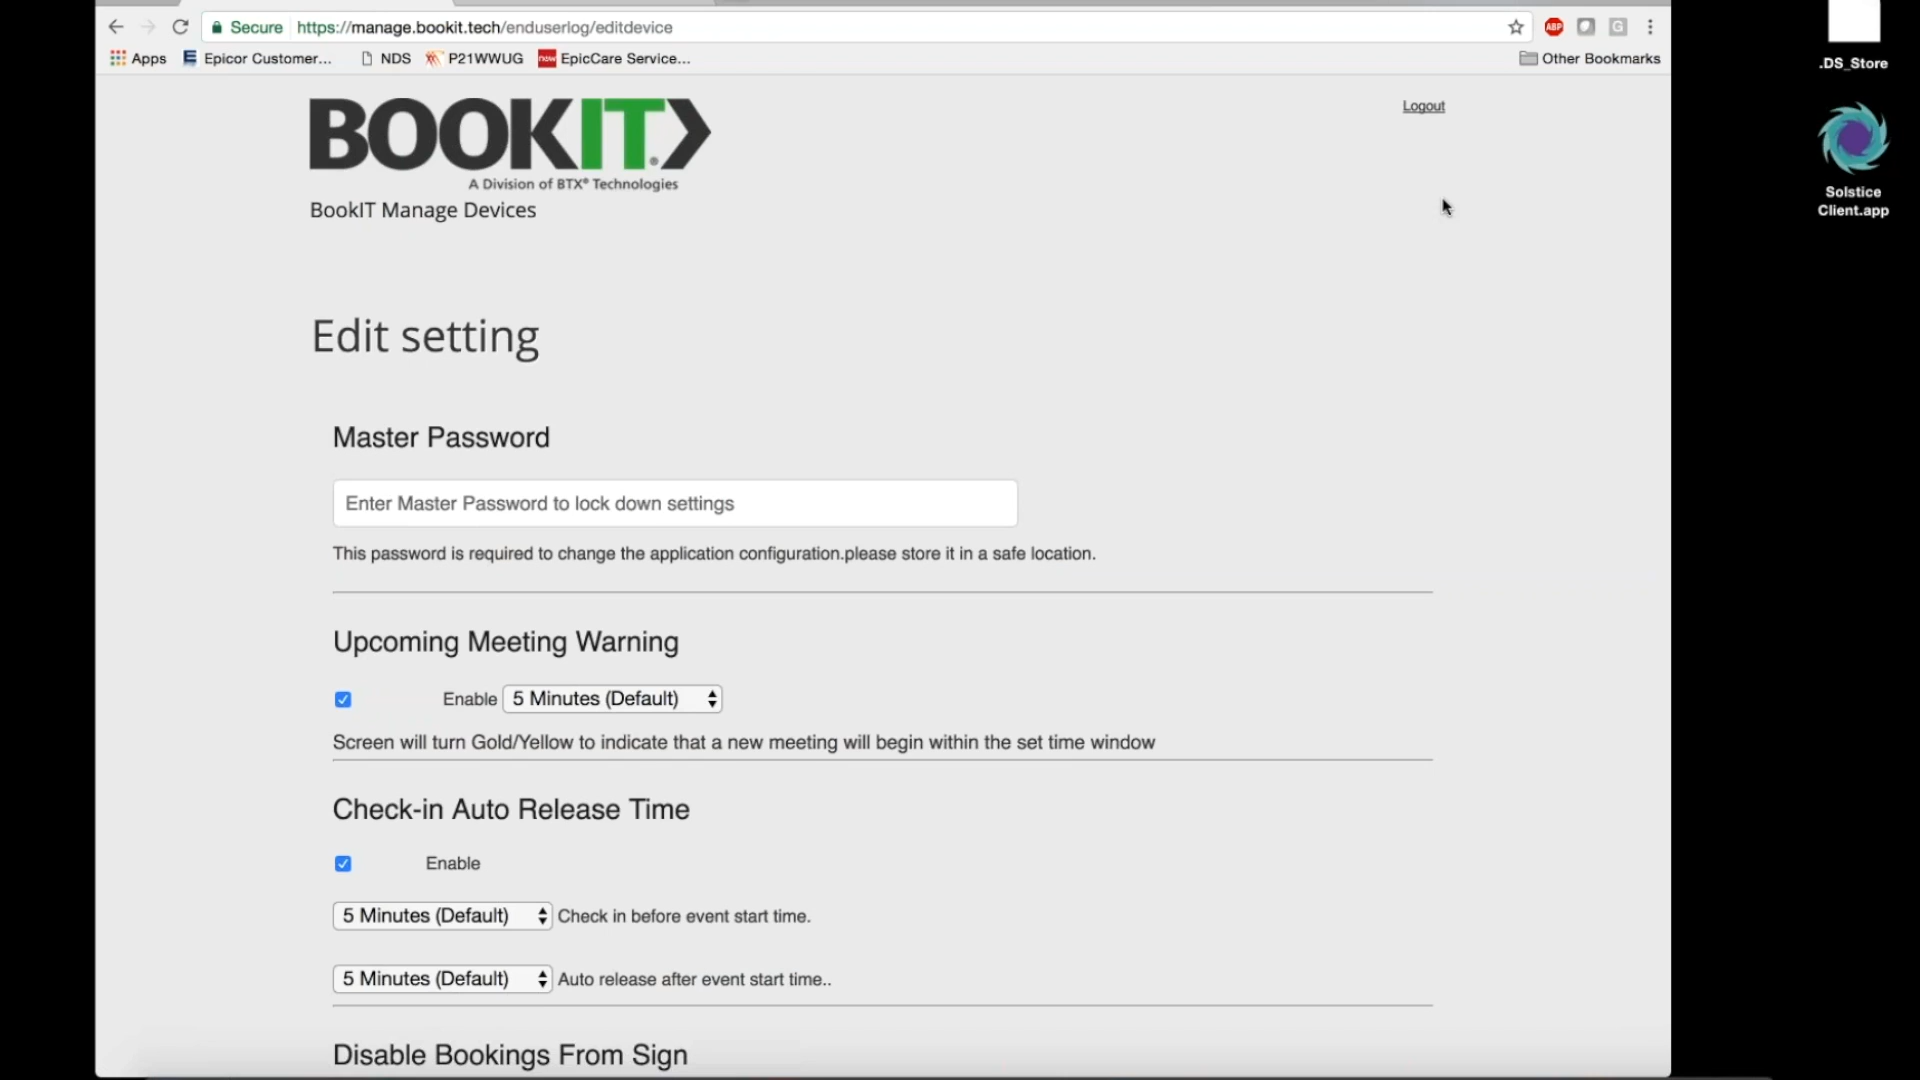 Secure https://manage.bookit.tech/enduserlog/editdevice
ABP
G
Apps Epicor Customer... NDS P21WWUG now EpicCare Service... Other Bookmarks
.DS_Store
BOOKIT®
A Division of BTX® Technologies
Logout
BookIT Manage Devices
Solstice
Client.app
Edit setting
Master Password
Enter Master Password to lock down settings
This password is required to change the application configuration.please store it in a safe location.
Upcoming Meeting Warning
Enable 5 Minutes (Default)
Screen will turn Gold/Yellow to indicate that a new meeting will begin within the set time window
Check-in Auto Release Time
Enable
5 Minutes (Default) Check in before event start time.
5 Minutes (Default) Auto release after event start time..
Disable Bookings From Sign